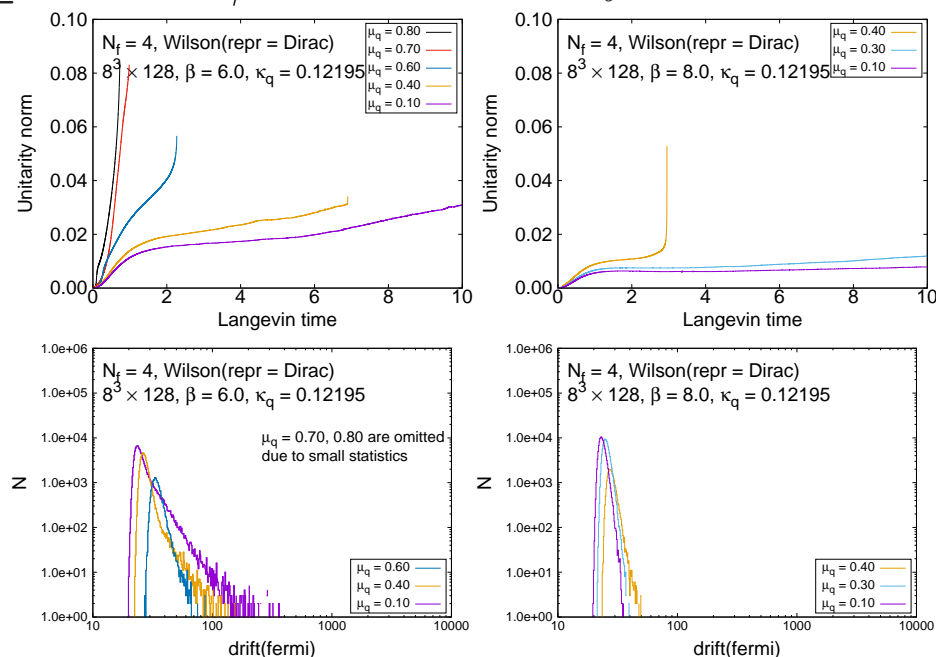 N_f = 4, Wilson(repr = Dirac)
8^3 × 128, β = 6.0, κ_q = 0.12195
μ_q = 0.80
μ_q = 0.70
μ_q = 0.60
μ_q = 0.40
μ_q = 0.10
Unitarity norm
0.10
0.08
0.06
0.04
0.02
0.00
0 2 4 6 8 10
Langevin time
N_f = 4, Wilson(repr = Dirac)
8^3 × 128, β = 8.0, κ_q = 0.12195
μ_q = 0.40
μ_q = 0.30
μ_q = 0.10
Unitarity norm
0.10
0.08
0.06
0.04
0.02
0.00
0 2 4 6 8 10
Langevin time
N_f = 4, Wilson(repr = Dirac)
8^3 × 128, β = 6.0, κ_q = 0.12195
μ_q = 0.70, 0.80 are omitted
due to small statistics
μ_q = 0.60
μ_q = 0.40
μ_q = 0.10
N
1.0e+06
1.0e+05
1.0e+04
1.0e+03
1.0e+02
1.0e+01
1.0e+00
10 100 1000 10000
drift(fermi)
N_f = 4, Wilson(repr = Dirac)
8^3 × 128, β = 8.0, κ_q = 0.12195
μ_q = 0.40
μ_q = 0.30
μ_q = 0.10
N
1.0e+06
1.0e+05
1.0e+04
1.0e+03
1.0e+02
1.0e+01
1.0e+00
10 100 1000 10000
drift(fermi)